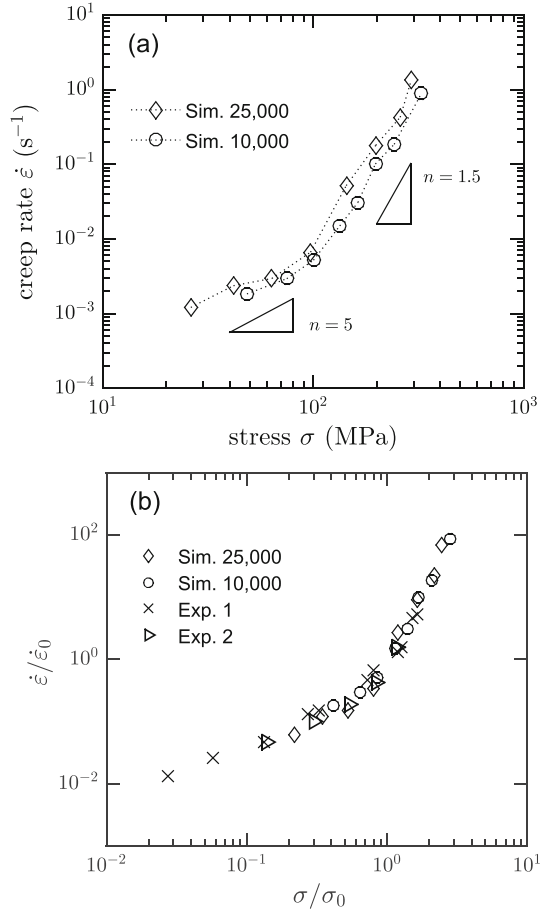 (a)
creep rate ε̇ (s⁻¹)
10¹
10⁰
10⁻¹
10⁻²
10⁻³
10⁻⁴
Sim. 25,000
Sim. 10,000
n = 1.5
n = 5
10¹ 10² 10³
stress σ (MPa)
(b)
ε̇/ε̇₀
10²
10⁰
10⁻²
Sim. 25,000
Sim. 10,000
Exp. 1
Exp. 2
10⁻² 10⁻¹ 10⁰ 10¹
σ/σ₀